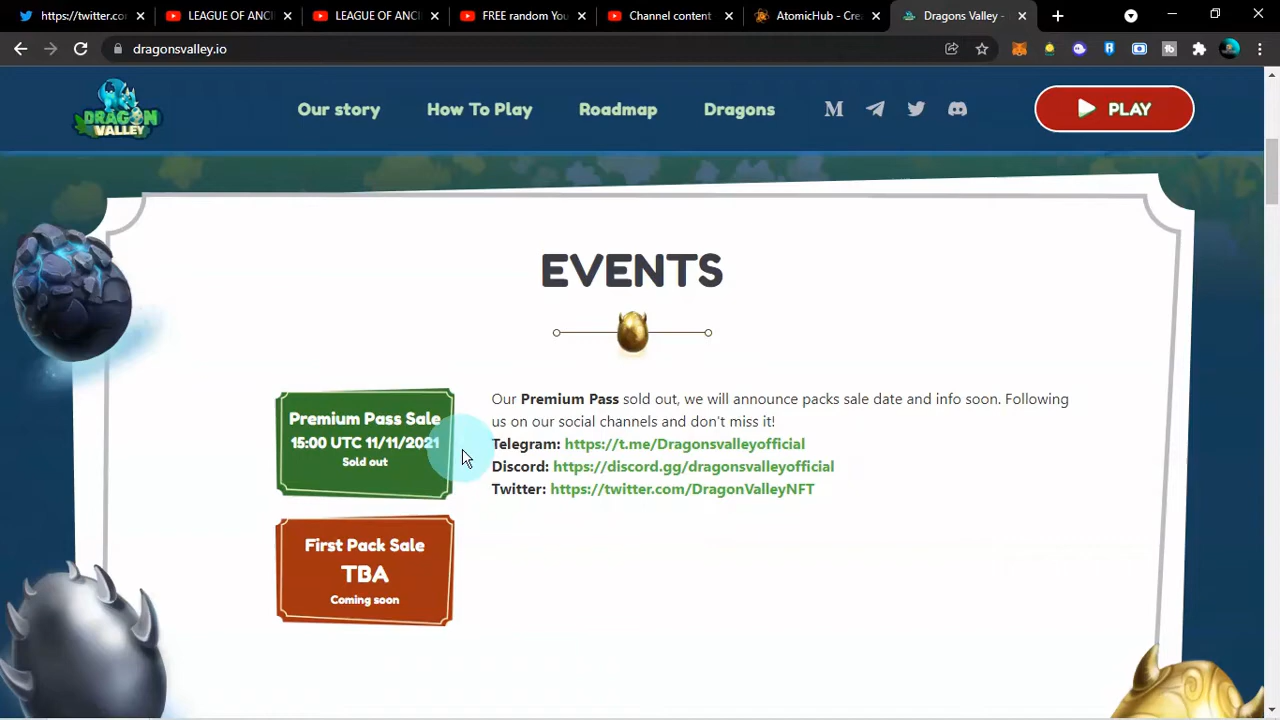 https://twitter.co
LEAGUE OF ANCI
LEAGUE OF ANCI
FREE random You
Channel content
AtomicHub - Cre
Dragons Valley -
dragonsvalley.io
DRAGON
VALLEY
Our story
How To Play
Roadmap
Dragons
PLAY
EVENTS
Premium Pass Sale
15:00 UTC 11/11/2021
Sold out
Our Premium Pass sold out, we will announce packs sale date and info soon. Following
us on our social channels and don't miss it!
Telegram: https://t.me/Dragonsvalleyofficial
Discord: https://discord.gg/dragonsvalleyofficial
Twitter: https://twitter.com/DragonValleyNFT
First Pack Sale
TBA
Coming soon